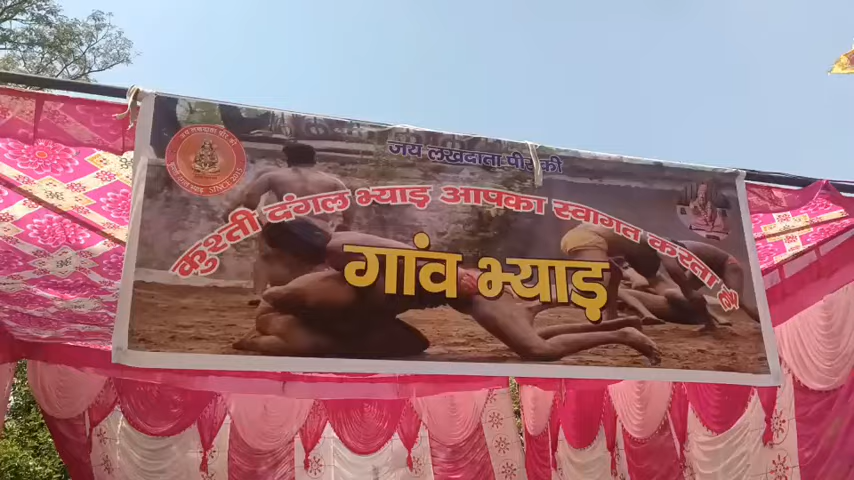 जय लखदाता पीर की
कुश्ती दंगल भ्याड़ आपका स्वागत करता है।
गांव भ्याड़